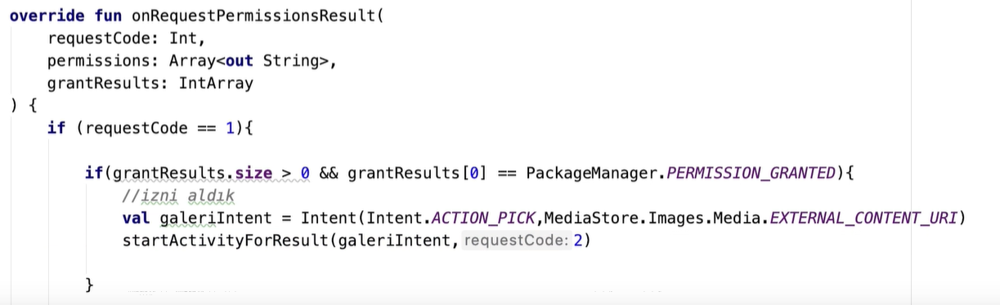 override fun onRequestPermissionsResult(
requestCode: Int,
permissions: Array<out String>,
grantResults: IntArray
) {
if (requestCode == 1){
if(grantResults.size > 0 && grantResults[0] == PackageManager.PERMISSION_GRANTED){
//izni aldık
val galeriIntent = Intent(Intent.ACTION_PICK,MediaStore.Images.Media.EXTERNAL_CONTENT_URI)
startActivityForResult(galeriIntent, requestCode: 2)
}